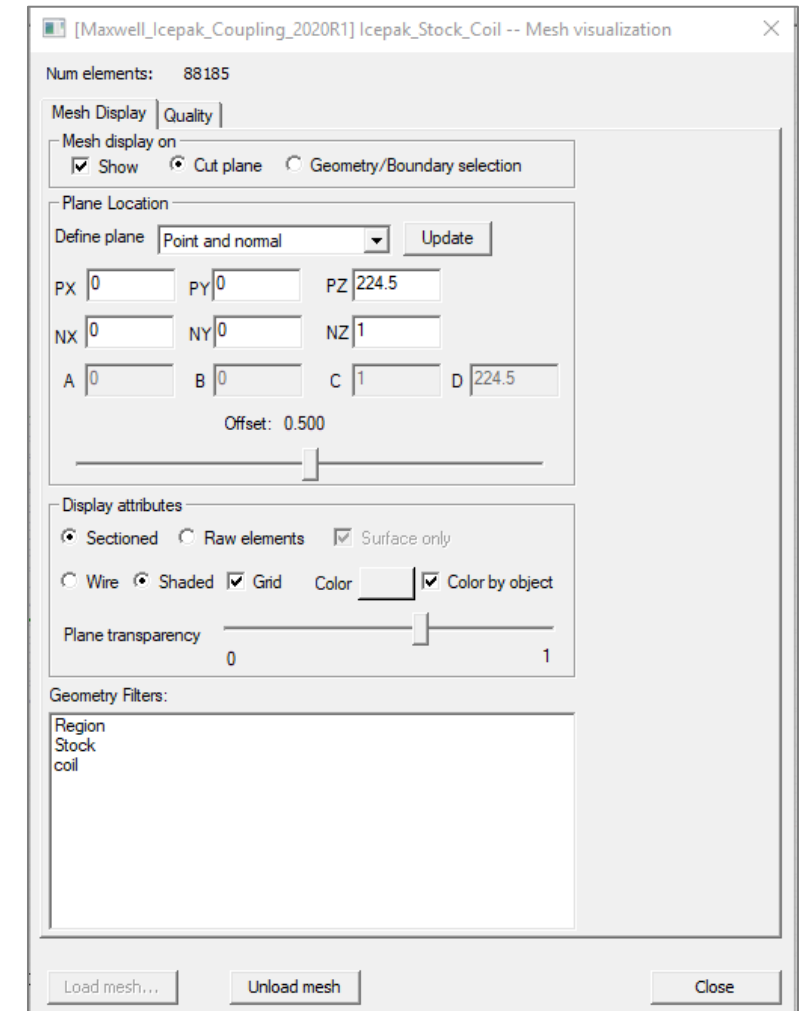 [Maxwell_Icepak_Coupling_2020R1] Icepak_Stock_Coil -- Mesh visualization
Num elements: 88185
Mesh Display Quality
Mesh display on
Show Cut plane Geometry/Boundary selection
Plane Location
Define plane Point and normal Update
PX 0 PY 0 PZ 224.5
NX 0 NY 0 NZ 1
A 0 B 0 C 1 D 224.5
Offset: 0.500
Display attributes
Sectioned Raw elements Surface only
Wire Shaded Grid Color Color by object
Plane transparency
0 1
Geometry Filters:
Region
Stock
coil
Load mesh... Unload mesh Close